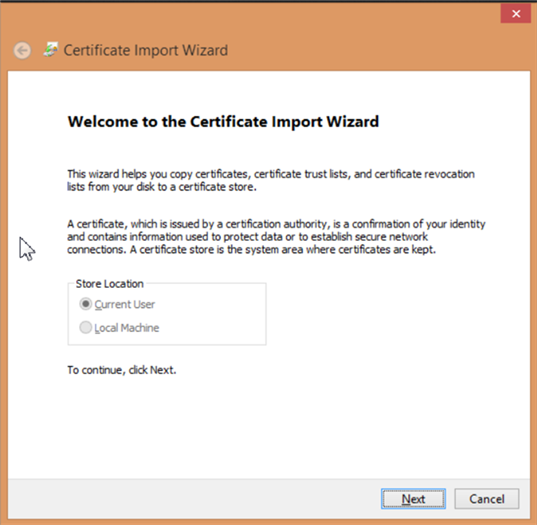 Certificate Import Wizard
Welcome to the Certificate Import Wizard
This wizard helps you copy certificates, certificate trust lists, and certificate revocation
lists from your disk to a certificate store.
A certificate, which is issued by a certification authority, is a confirmation of your identity
and contains information used to protect data or to establish secure network
connections. A certificate store is the system area where certificates are kept.
Store Location
Current User
Local Machine
To continue, click Next.
Next
Cancel